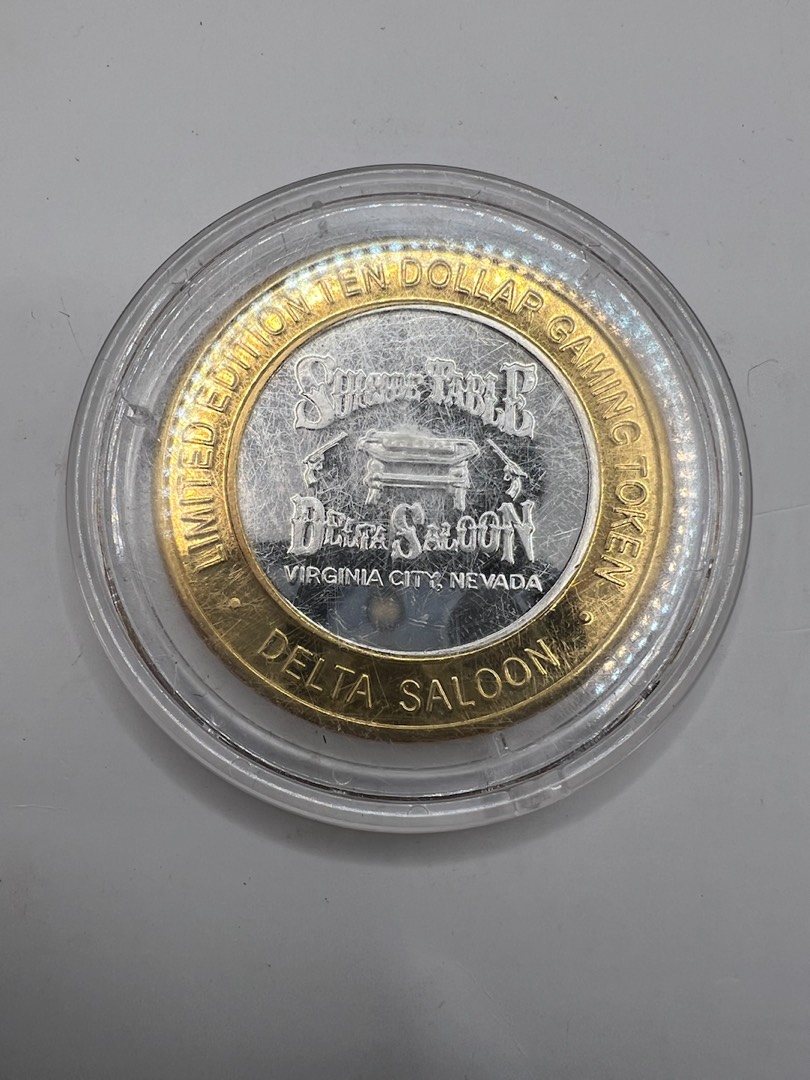 LIMITED EDITION TEN DOLLAR GAMING TOKEN
SUICIDE TABLE
DELTA SALOON
VIRGINIA CITY, NEVADA
DELTA SALOON